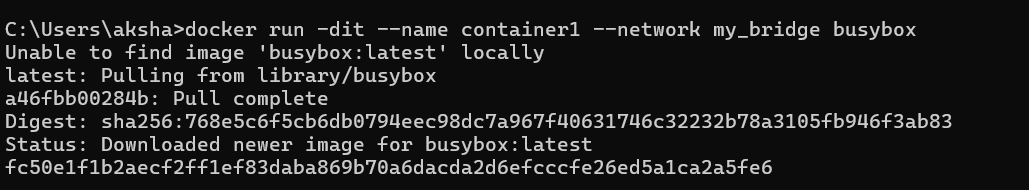 C:\Users\aksha>docker run -dit --name container1 --network my_bridge busybox
Unable to find image 'busybox:latest' locally
latest: Pulling from library/busybox
a46fbb00284b: Pull complete
Digest: sha256:768e5c6f5cb6db0794eec98dc7a967f40631746c32232b78a3105fb946f3ab83
Status: Downloaded newer image for busybox:latest
fc50e1f1b2aecf2ff1ef83daba869b70a6dacda2d6efcccfe26ed5a1ca2a5fe6